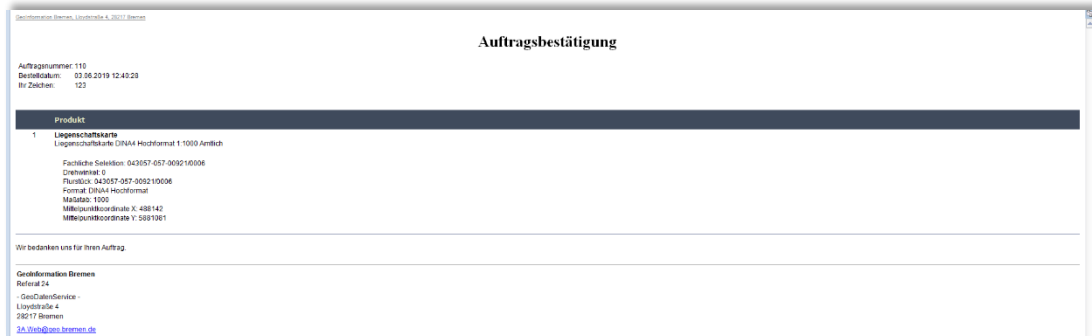 GeoInformation Bremen, Lloydstraße 4, 28217 Bremen
Auftragsbestätigung
Auftragsnummer: 110
Bestelldatum: 03.06.2019 12:40:28
Ihr Zeichen: 123
Produkt
1 Liegenschaftskarte
Liegenschaftskarte DINA4 Hochformat 1:1000 Amtlich
Fachliche Selektion: 043057-057-00921/0006
Drehwinkel: 0
Flurstück: 043057-057-00921/0006
Format: DINA4 Hochformat
Maßstab: 1000
Mittelpunktkoordinate X: 488142
Mittelpunktkoordinate Y: 5881081
Wir bedanken uns für Ihren Auftrag.
GeoInformation Bremen
Referat 24
- GeoDatenService -
Lloydstraße 4
28217 Bremen
3A.Web@geo.bremen.de